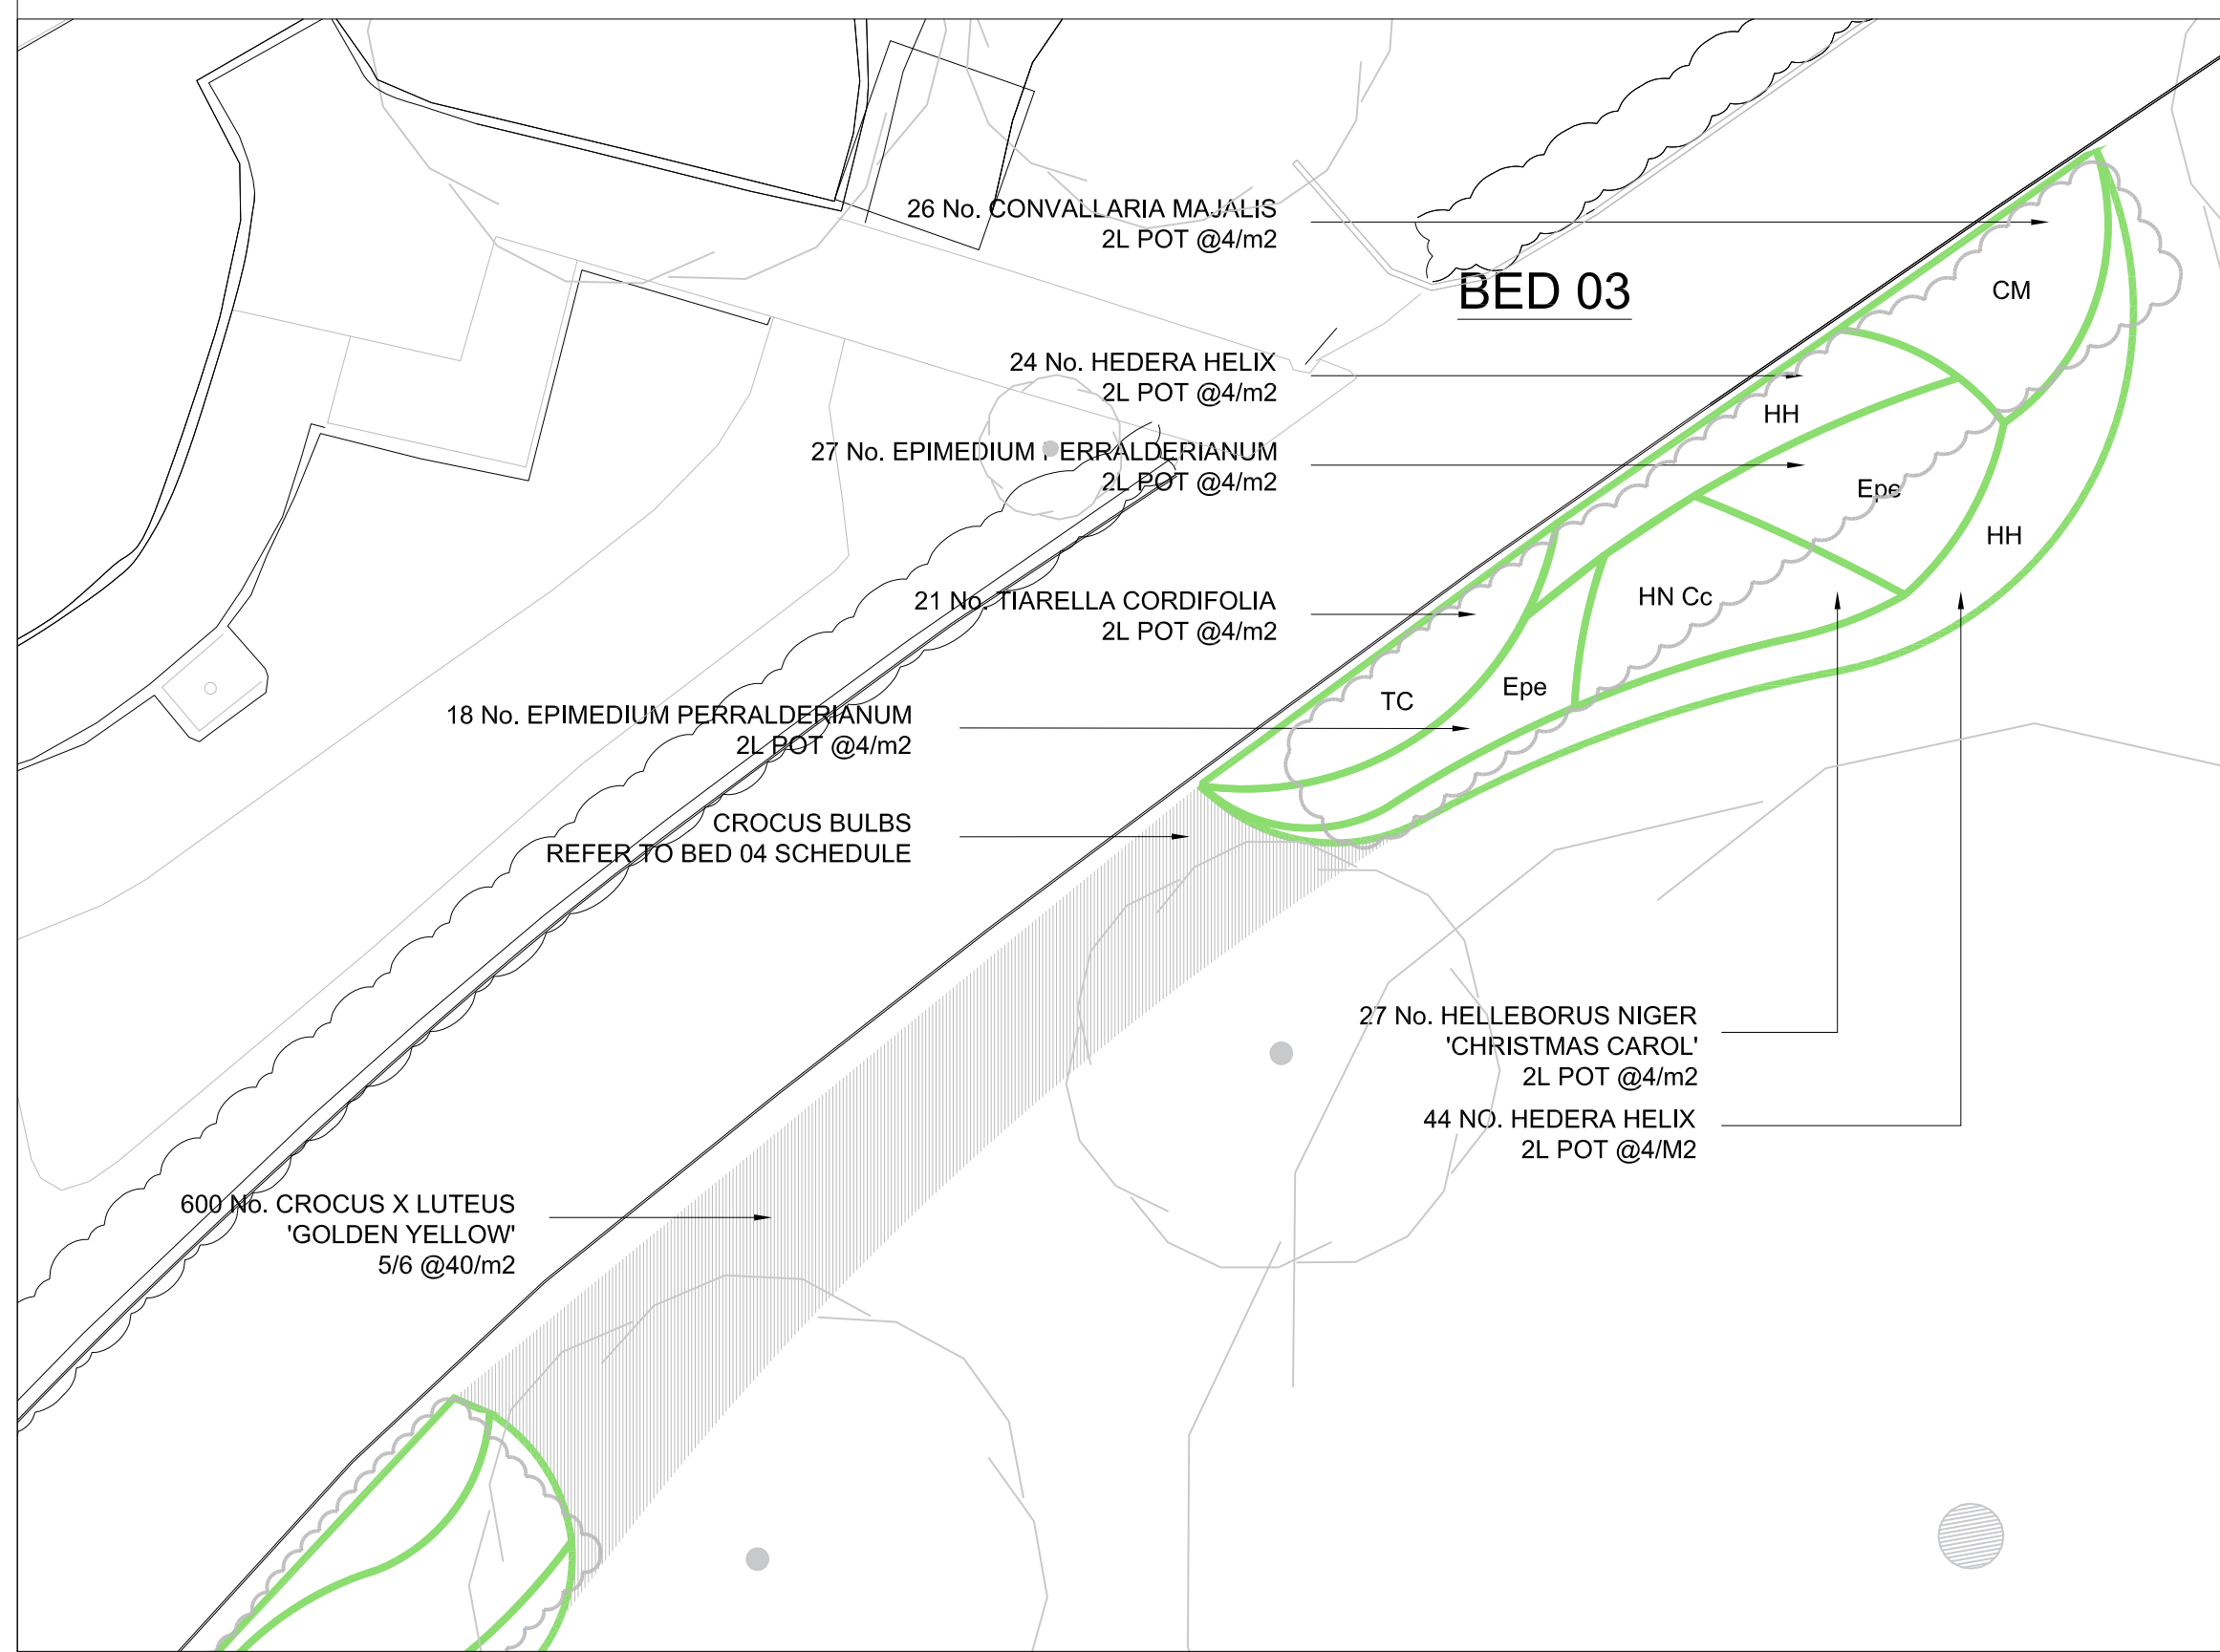 26 No. CONVALLARIA MAJALIS
2L POT @4/m2
BED 03
CM
24 No. HEDERA HELIX
2L POT @4/m2
HH
27 No. EPIMEDIUM PERRALDERIANUM
2L POT @4/m2
Epe
HH
21 No. TIARELLA CORDIFOLIA
2L POT @4/m2
HN Cc
TC
Epe
18 No. EPIMEDIUM PERRALDERIANUM
2L POT @4/m2
CROCUS BULBS
REFER TO BED 04 SCHEDULE
27 No. HELLEBORUS NIGER
'CHRISTMAS CAROL'
2L POT @4/m2
44 NO. HEDERA HELIX
2L POT @4/M2
600 No. CROCUS X LUTEUS
'GOLDEN YELLOW'
5/6 @40/m2